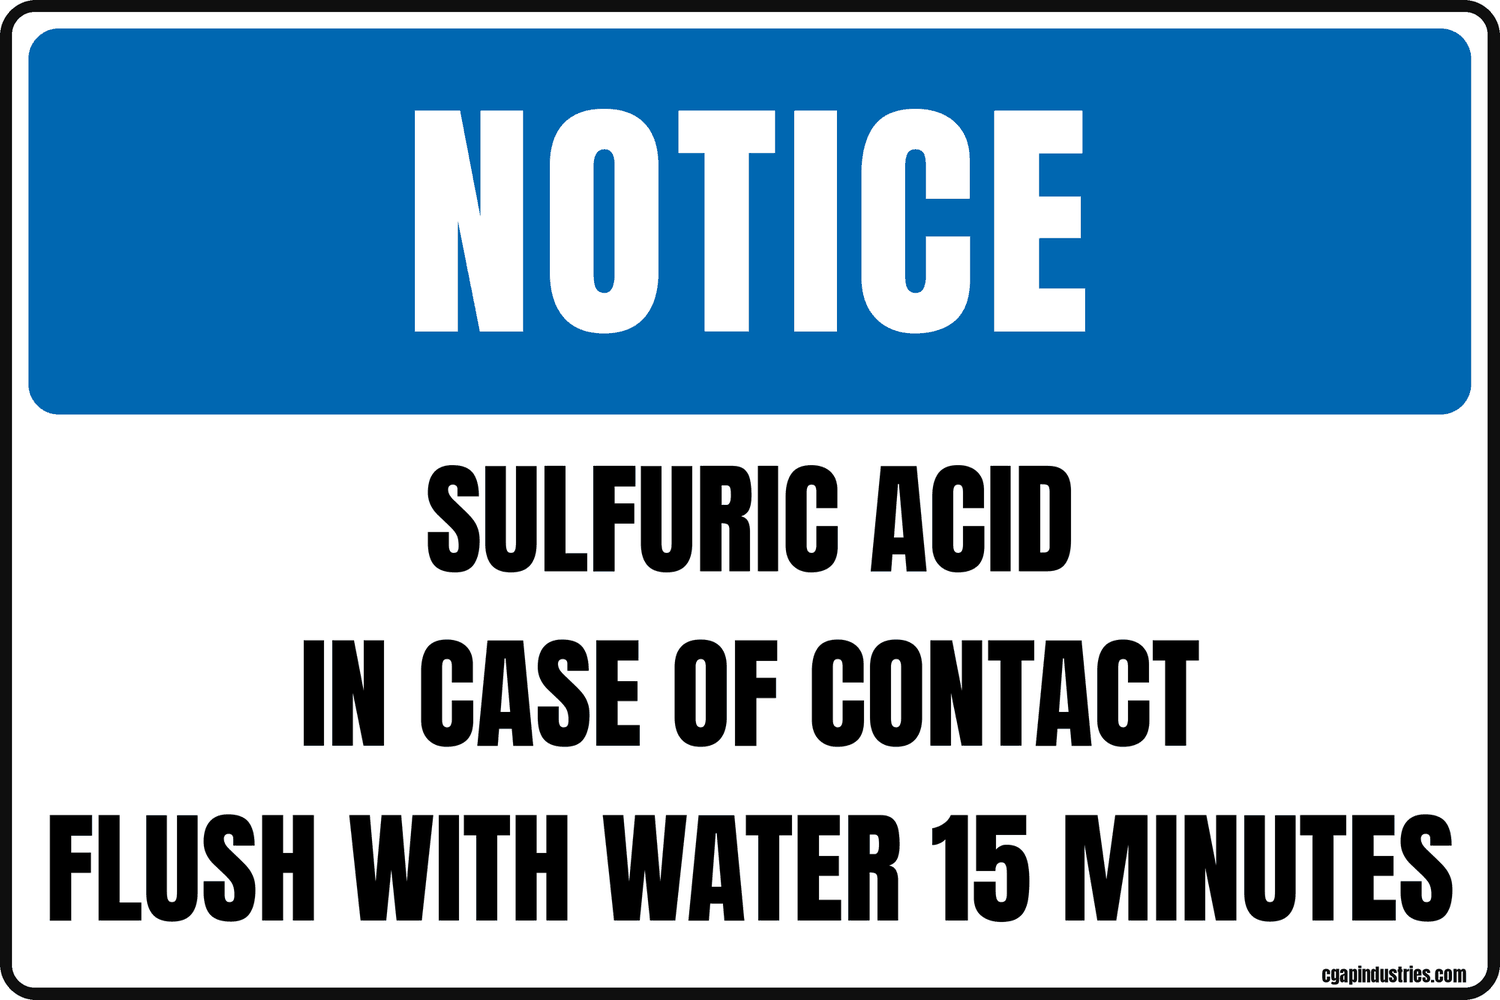 NOTICE
SULFURIC ACID
IN CASE OF CONTACT
FLUSH WITH WATER 15 MINUTES
cgapindustries.com